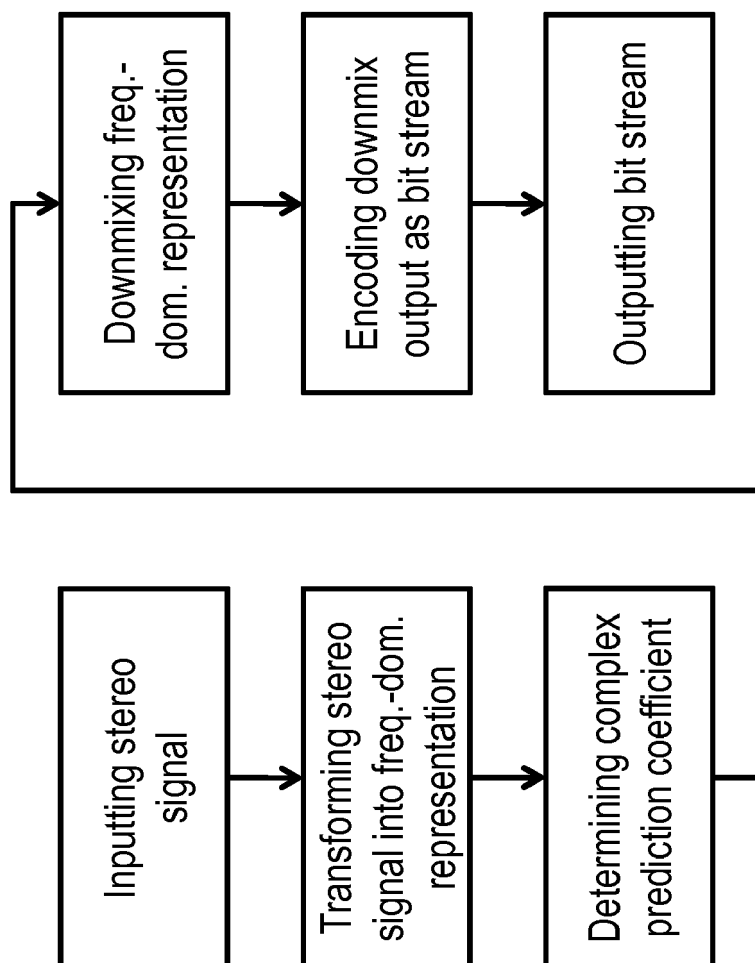 Inputting stereo
signal
Transforming stereo
signal into freq.-dom.
representation
Determining complex
prediction coefficient
Downmixing freq.-
dom. representation
Encoding downmix
output as bit stream
Outputting bit stream